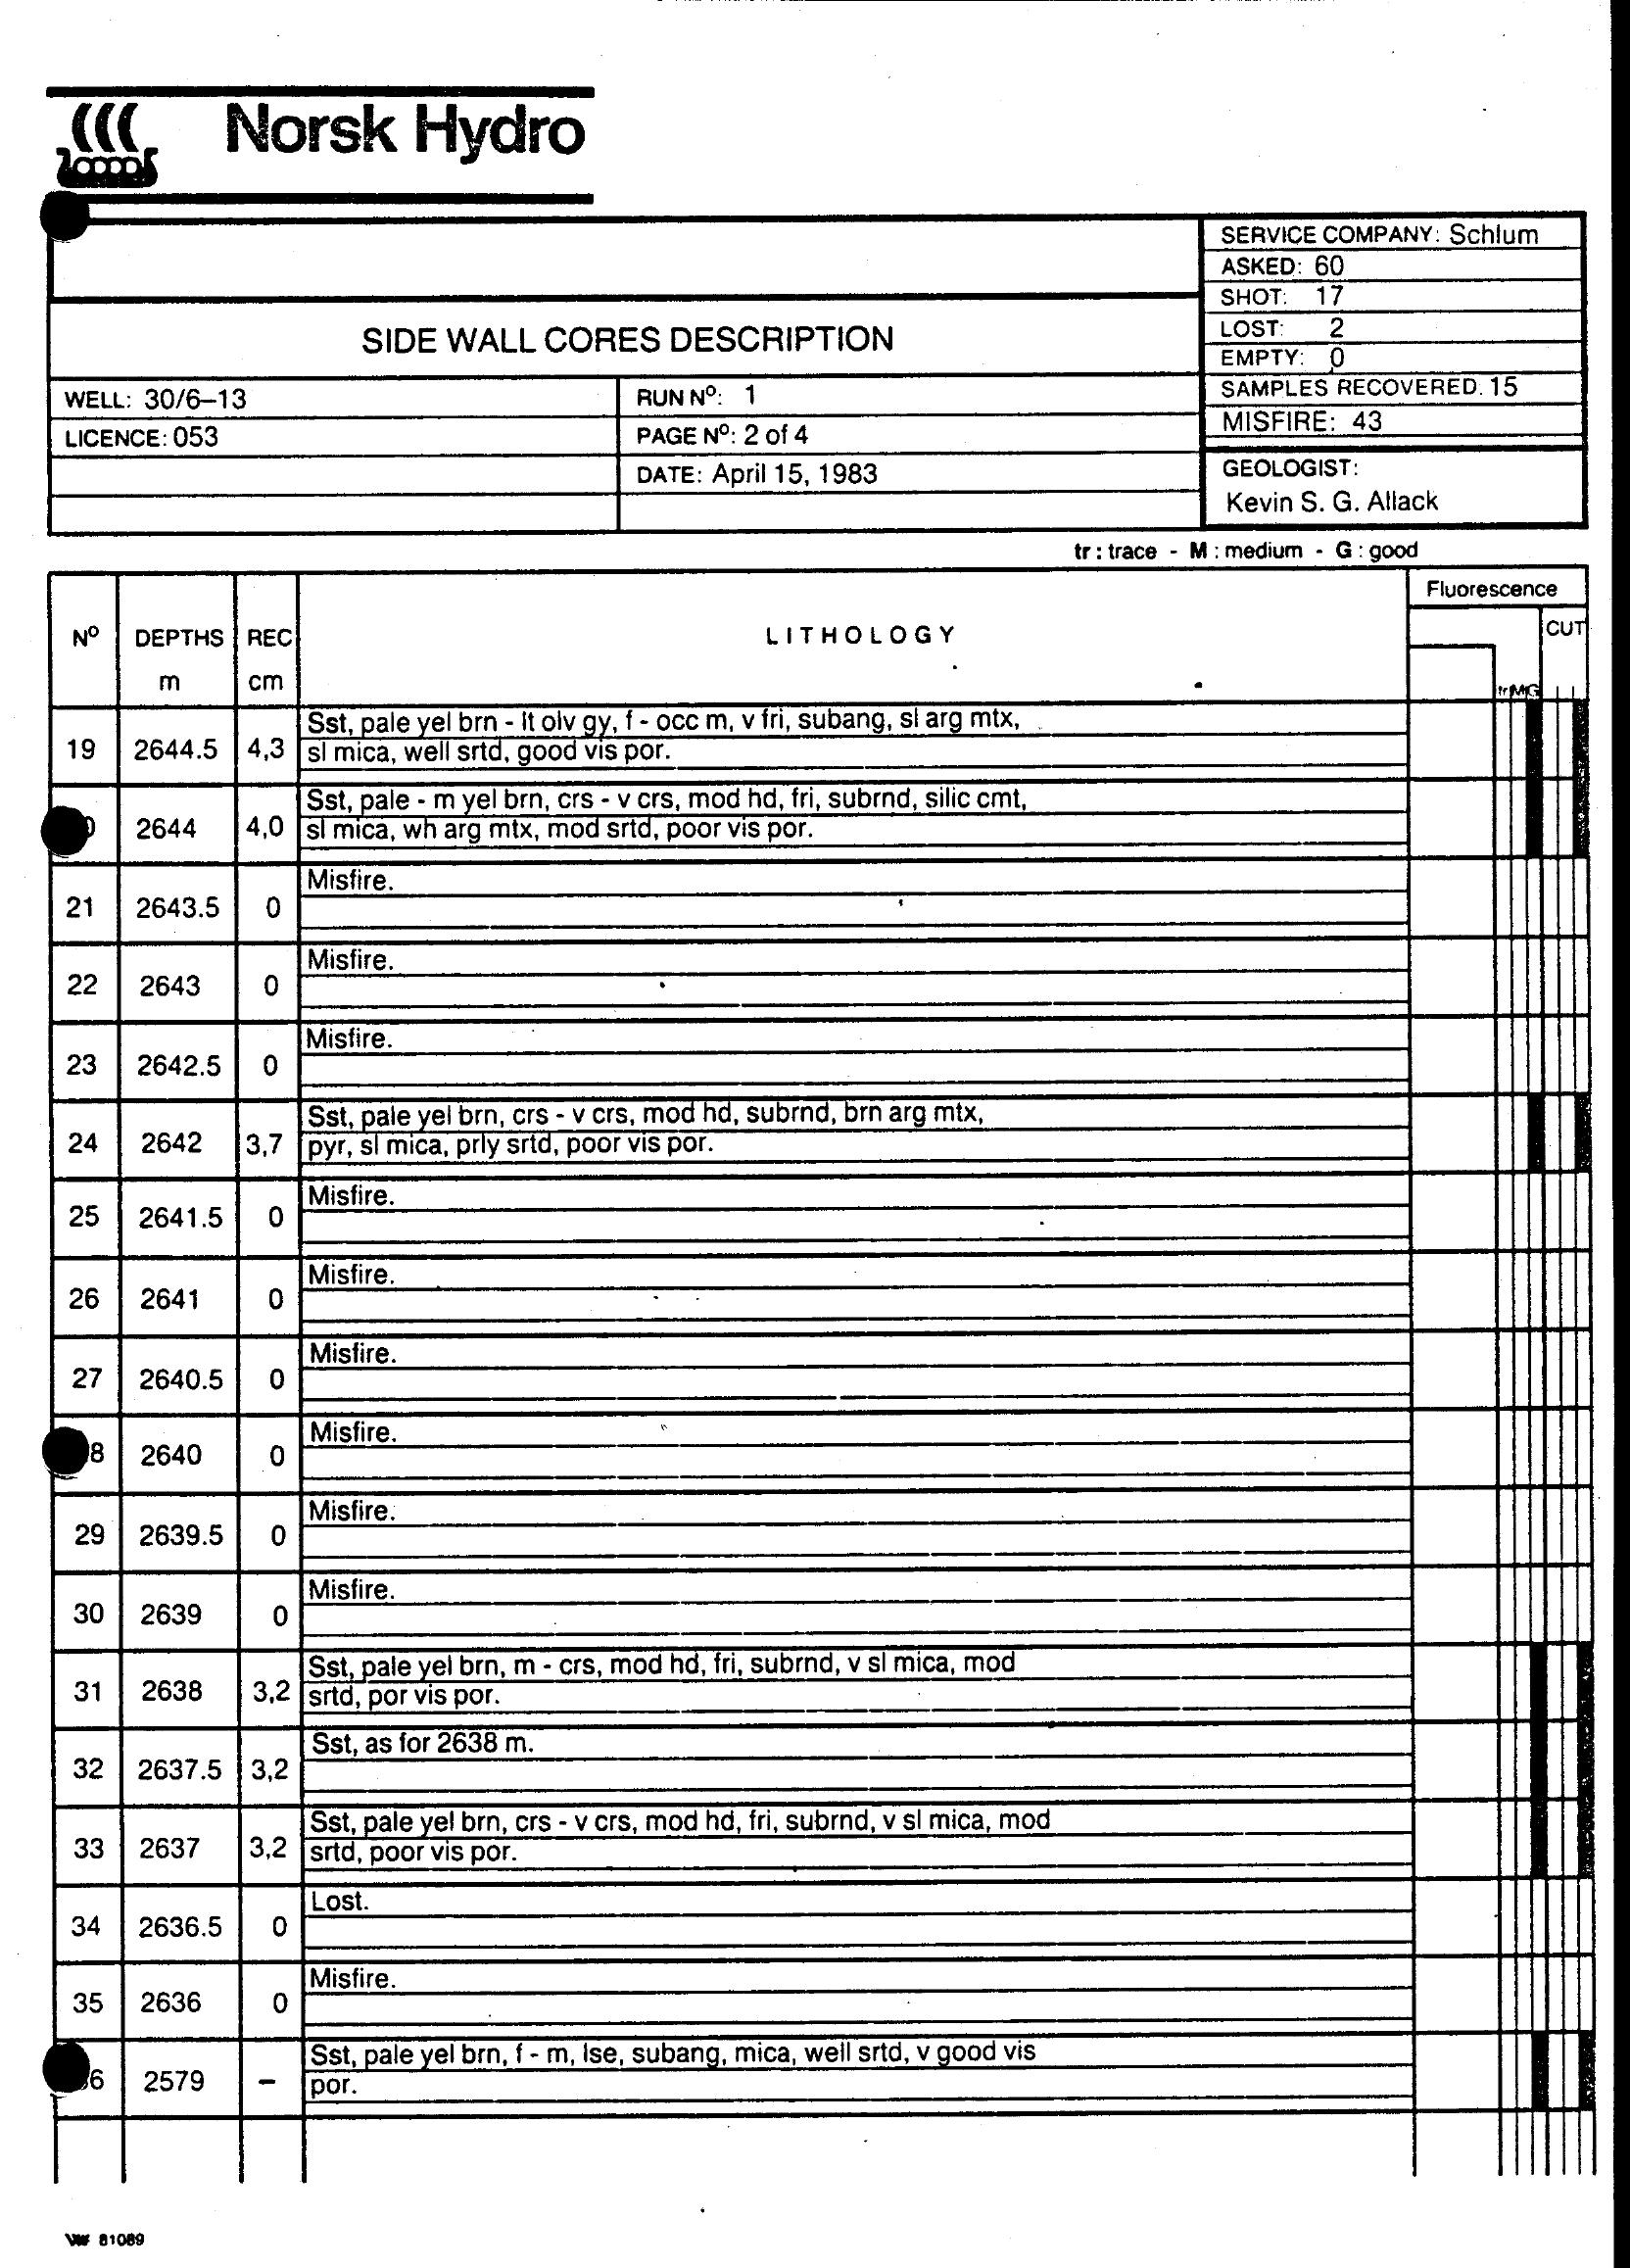 Norsk Hydro
SERVICE COMPANY: Schlum
ASKED: 60
SHOT: 17
LOST: 2
EMPTY: 0
SAMPLES RECOVERED. 15
MISFIRE: 43
SIDE WALL CORES DESCRIPTION
WELL: 30/6–13
RUN Nº: 1
LICENCE: 053
PAGE Nº: 2 of 4
DATE: April 15, 1983
GEOLOGIST:
Kevin S. G. Allack
tr : trace - M : medium - G : good
Nº DEPTHS m REC cm LITHOLOGY Fluorescence CUT
tr M G
Sst, pale yel brn - lt olv gy, f - occ m, v fri, subang, sl arg mtx,
19 2644.5 4,3 sl mica, well srtd, good vis por.
Sst, pale - m yel brn, crs - v crs, mod hd, fri, subrnd, silic cmt,
0 2644 4,0 sl mica, wh arg mtx, mod srtd, poor vis por.
21 2643.5 0 Misfire.
22 2643 0 Misfire.
23 2642.5 0 Misfire.
Sst, pale yel brn, crs - v crs, mod hd, subrnd, brn arg mtx,
24 2642 3,7 pyr, sl mica, prly srtd, poor vis por.
25 2641.5 0 Misfire.
26 2641 0 Misfire.
27 2640.5 0 Misfire.
8 2640 0 Misfire.
29 2639.5 0 Misfire.
30 2639 0 Misfire.
Sst, pale yel brn, m - crs, mod hd, fri, subrnd, v sl mica, mod
31 2638 3,2 srtd, por vis por.
32 2637.5 3,2 Sst, as for 2638 m.
Sst, pale yel brn, crs - v crs, mod hd, fri, subrnd, v sl mica, mod
33 2637 3,2 srtd, poor vis por.
34 2636.5 0 Lost.
35 2636 0 Misfire.
Sst, pale yel brn, f - m, lse, subang, mica, well srtd, v good vis
6 2579 – por.
81089